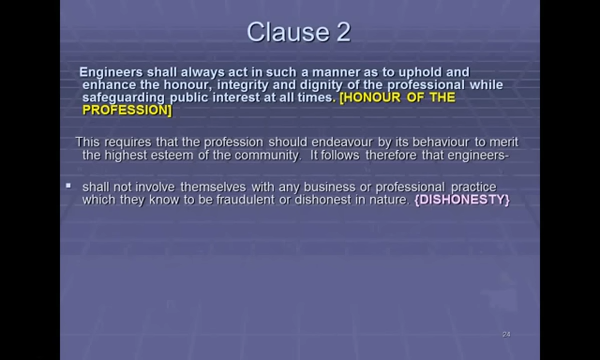 Clause 2
Engineers shall always act in such a manner as to uphold and
enhance the honour, integrity and dignity of the professional while
safeguarding public interest at all times. [HONOUR OF THE
PROFESSION]
This requires that the profession should endeavour by its behaviour to merit
the highest esteem of the community. It follows therefore that engineers-
▪ shall not involve themselves with any business or professional practice
which they know to be fraudulent or dishonest in nature. {DISHONESTY}
24